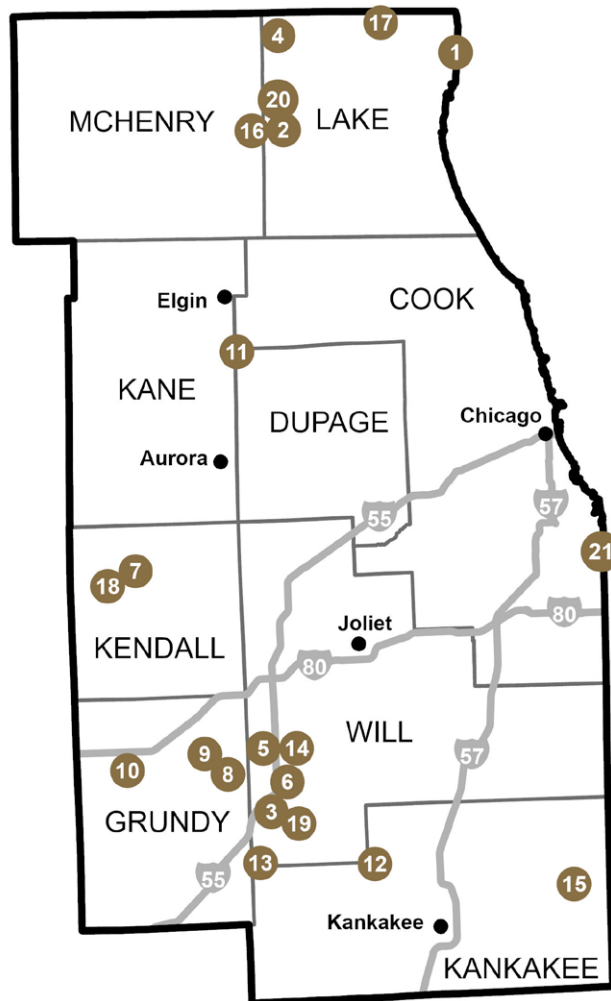 17
4
1
20
MCHENRY
LAKE
16
2
Elgin
COOK
11
KANE
DUPAGE
Chicago
Aurora
55
57
21
7
18
80
Joliet
KENDALL
80
WILL
5
14
9
57
10
8
6
3
GRUNDY
19
13
12
55
15
Kankakee
KANKAKEE